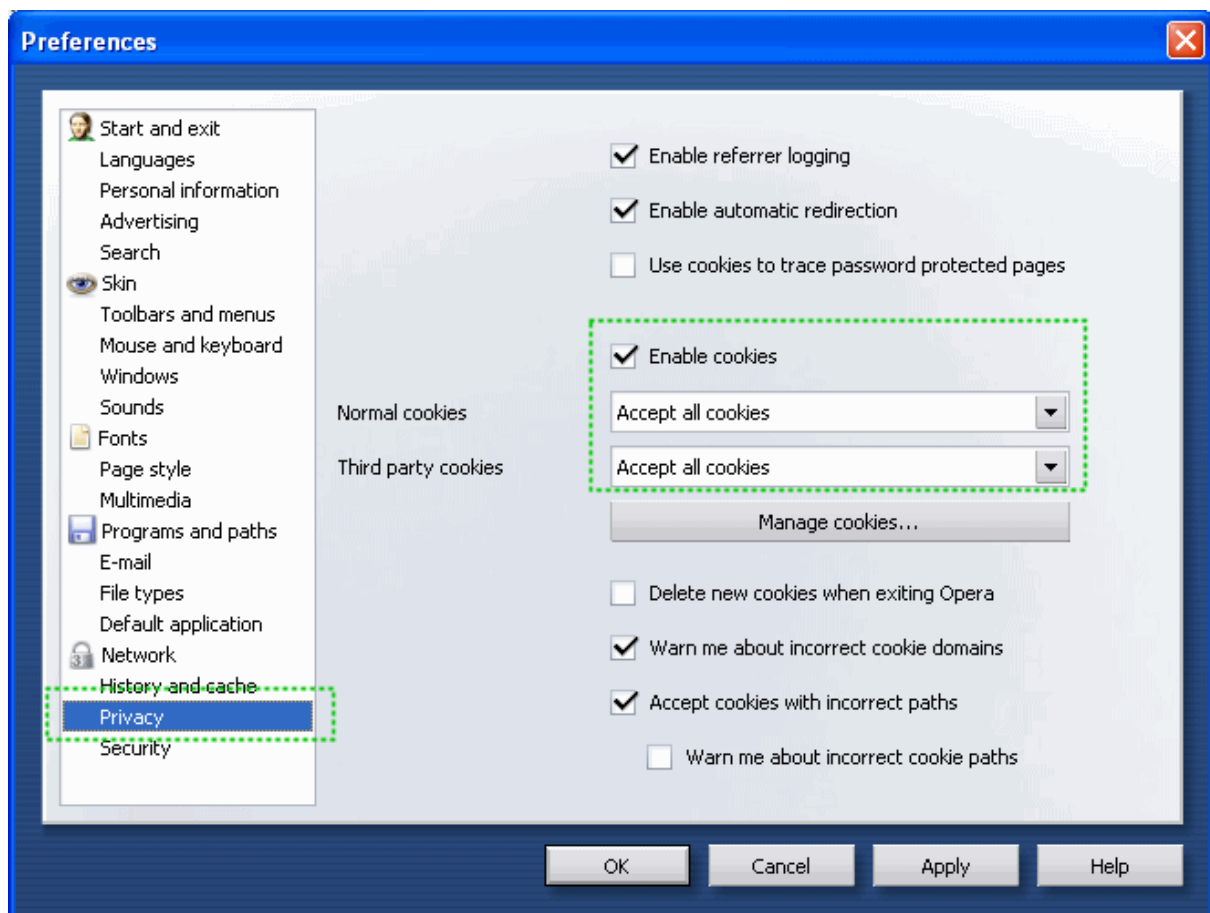 Preferences
Start and exit
Languages
Personal information
Advertising
Search
Skin
Toolbars and menus
Mouse and keyboard
Windows
Sounds
Fonts
Page style
Multimedia
Programs and paths
E-mail
File types
Default application
Network
History and cache
Privacy
Security
Enable referrer logging
Enable automatic redirection
Use cookies to trace password protected pages
Enable cookies
Normal cookies Accept all cookies
Third party cookies Accept all cookies
Manage cookies...
Delete new cookies when exiting Opera
Warn me about incorrect cookie domains
Accept cookies with incorrect paths
Warn me about incorrect cookie paths
OK Cancel Apply Help